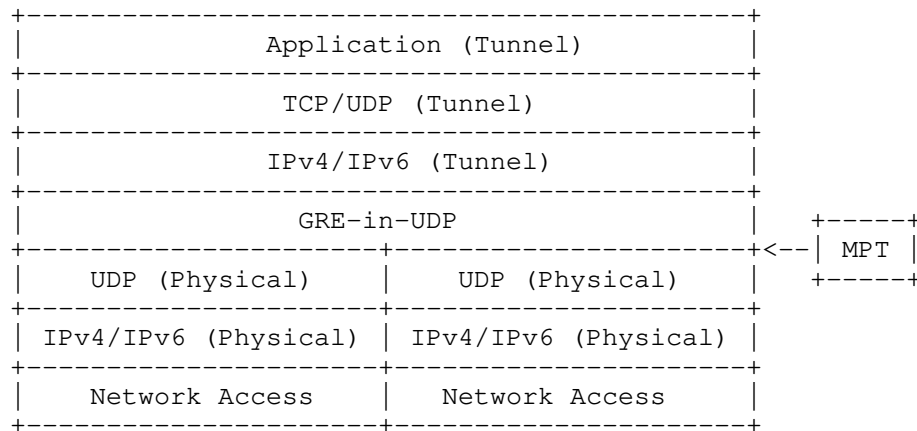 Application (Tunnel)
TCP/UDP (Tunnel)
IPv4/IPv6 (Tunnel)
GRE-in-UDP
MPT
UDP (Physical) UDP (Physical)
IPv4/IPv6 (Physical) IPv4/IPv6 (Physical)
Network Access Network Access